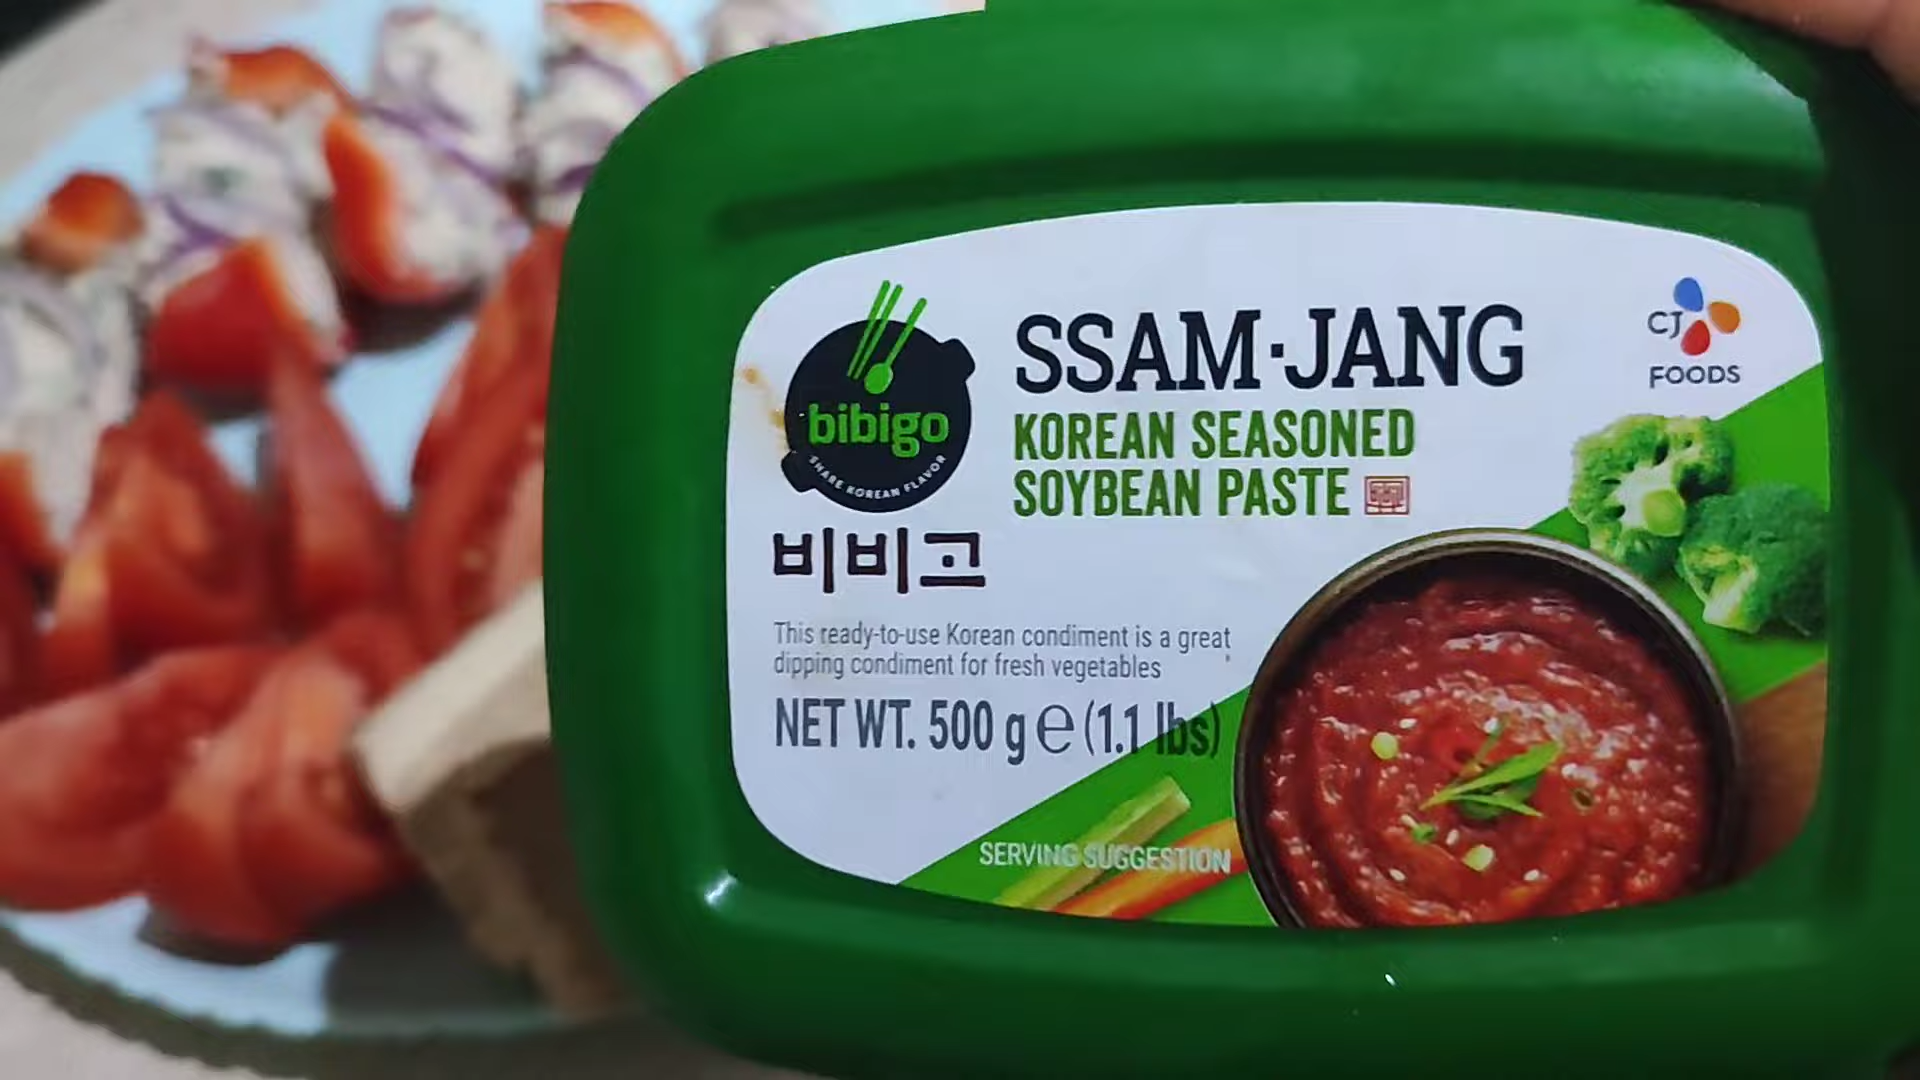 SSAM·JANG
KOREAN SEASONED
SOYBEAN PASTE
bibigo
SHARE KOREAN FLAVOR
비비고
CJ
FOODS
This ready-to-use Korean condiment is a great
dipping condiment for fresh vegetables
NET WT. 500 g ℮ (1.1 lbs)
SERVING SUGGESTION